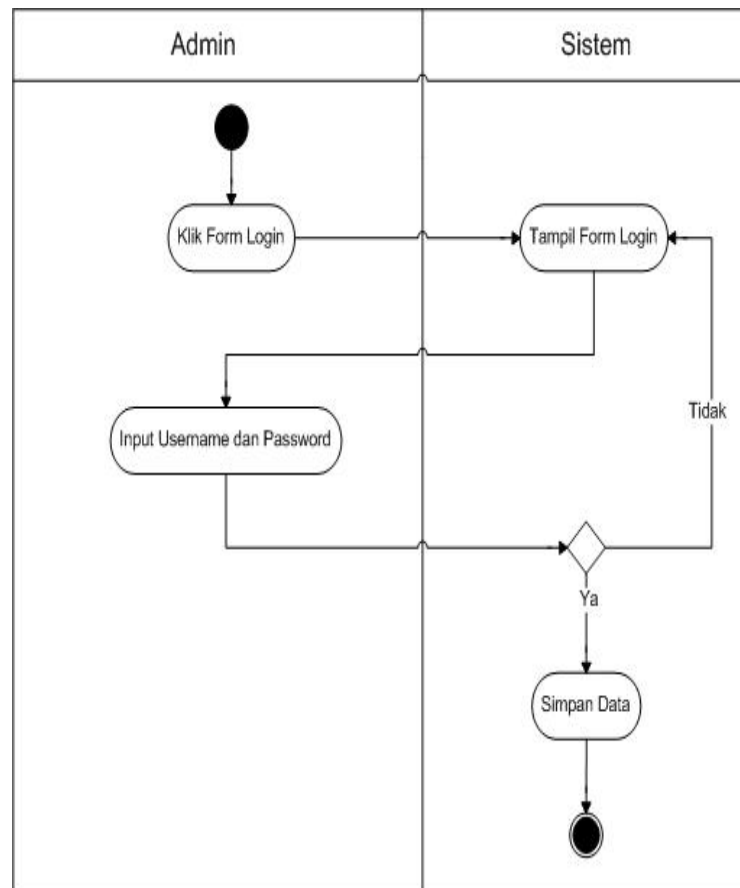 Admin
Sistem
Klik Form Login
Tampil Form Login
Input Username dan Password
Tidak
Ya
Simpan Data